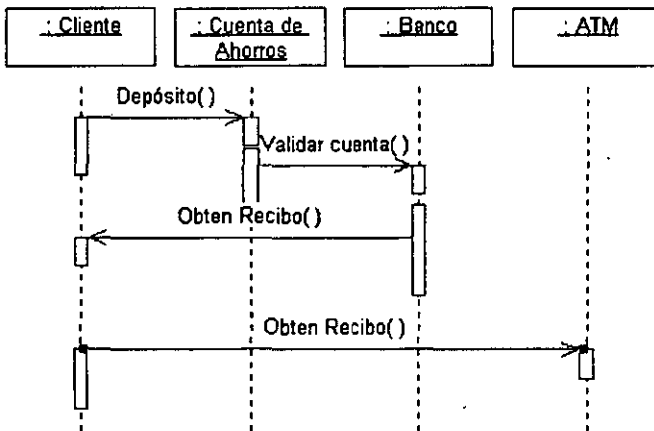 : Cliente
: Cuenta de
Ahorros
: Banco
: ATM
Depósito( )
Validar cuenta( )
Obten Recibo( )
Obten Recibo( )